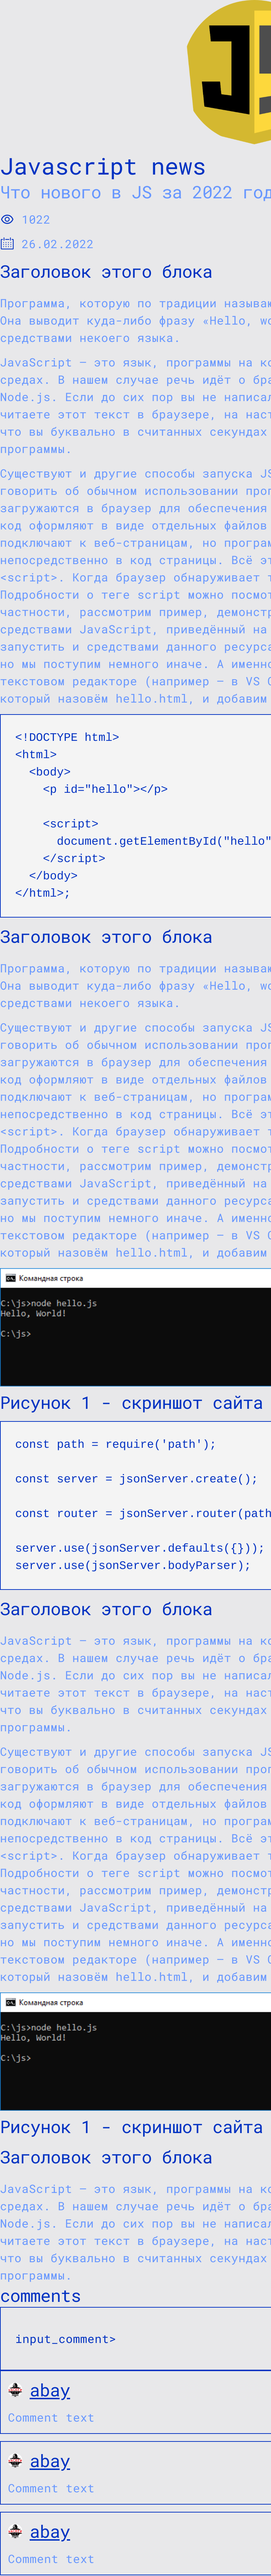 JS
Javascript news
Что нового в JS за 2022 год
1022
26.02.2022
Заголовок этого блока
Программа, которую по традиции называ
Она выводит куда-либо фразу «Hello, wo
средствами некоего языка.
JavaScript — это язык, программы на ко
средах. В нашем случае речь идёт о бра
Node.js. Если до сих пор вы не написал
читаете этот текст в браузере, на наст
что вы буквально в считанных секундах
программы.
Существуют и другие способы запуска JS
говорить об обычном использовании прог
загружаются в браузер для обеспечения
код оформляют в виде отдельных файлов
подключают к веб-страницам, но програм
непосредственно в код страницы. Всё эт
<script>. Когда браузер обнаруживает т
Подробности о теге script можно посмот
частности, рассмотрим пример, демонстр
средствами JavaScript, приведённый на
запустить и средствами данного ресурса
но мы поступим немного иначе. А именно
текстовом редакторе (например — в VS C
который назовём hello.html, и добавим
<!DOCTYPE html>
<html>
<body>
<p id="hello"></p>
<script>
document.getElementById("hello"
</script>
</body>
</html>;
Заголовок этого блока
Программа, которую по традиции называ
Она выводит куда-либо фразу «Hello, wo
средствами некоего языка.
Существуют и другие способы запуска JS
говорить об обычном использовании прог
загружаются в браузер для обеспечения
код оформляют в виде отдельных файлов
подключают к веб-страницам, но програм
непосредственно в код страницы. Всё эт
<script>. Когда браузер обнаруживает т
Подробности о теге script можно посмот
частности, рассмотрим пример, демонстр
средствами JavaScript, приведённый на
запустить и средствами данного ресурса
но мы поступим немного иначе. А именно
текстовом редакторе (например — в VS C
который назовём hello.html, и добавим
Командная строка
C:\js>node hello.js
Hello, World!
C:\js>
Рисунок 1 - скриншот сайта
const path = require('path');
const server = jsonServer.create();
const router = jsonServer.router(path
server.use(jsonServer.defaults({}));
server.use(jsonServer.bodyParser);
Заголовок этого блока
JavaScript — это язык, программы на ко
средах. В нашем случае речь идёт о бра
Node.js. Если до сих пор вы не написал
читаете этот текст в браузере, на наст
что вы буквально в считанных секундах
программы.
Существуют и другие способы запуска JS
говорить об обычном использовании прог
загружаются в браузер для обеспечения
код оформляют в виде отдельных файлов
подключают к веб-страницам, но програм
непосредственно в код страницы. Всё эт
<script>. Когда браузер обнаруживает т
Подробности о теге script можно посмот
частности, рассмотрим пример, демонстр
средствами JavaScript, приведённый на
запустить и средствами данного ресурса
но мы поступим немного иначе. А именно
текстовом редакторе (например — в VS C
который назовём hello.html, и добавим
Командная строка
C:\js>node hello.js
Hello, World!
C:\js>
Рисунок 1 - скриншот сайта
Заголовок этого блока
JavaScript — это язык, программы на ко
средах. В нашем случае речь идёт о бра
Node.js. Если до сих пор вы не написал
читаете этот текст в браузере, на наст
что вы буквально в считанных секундах
программы.
comments
input_comment>
abay
Comment text
abay
Comment text
abay
Comment text